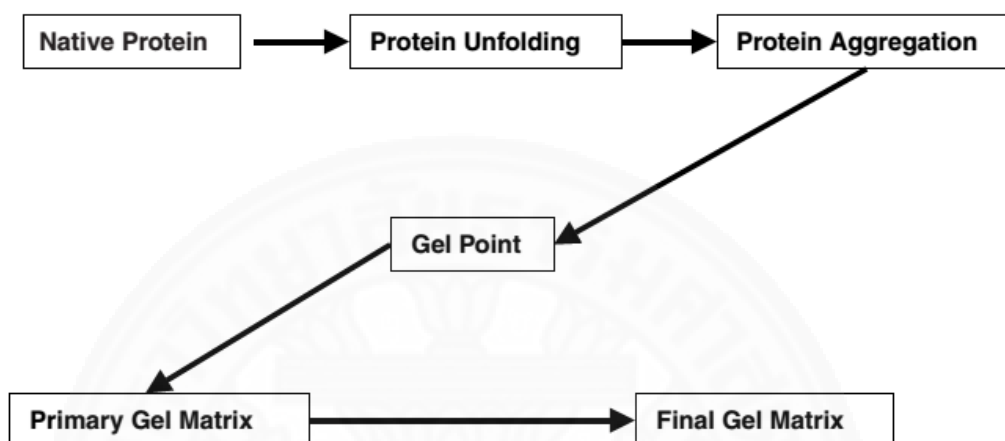 Native Protein
Protein Unfolding
Protein Aggregation
Gel Point
Primary Gel Matrix
Final Gel Matrix